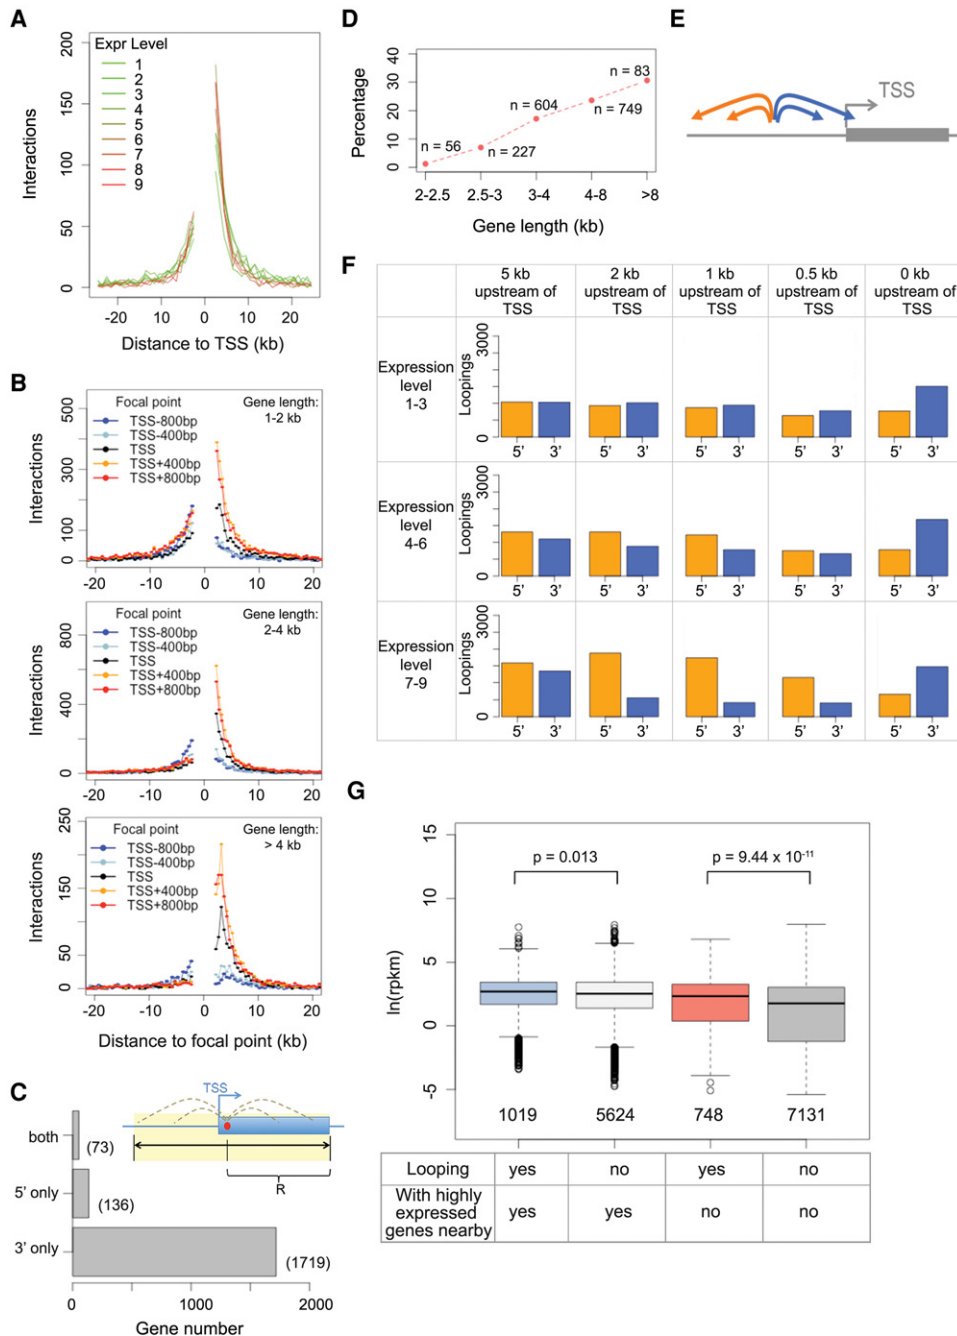 A
Expr Level
1
2
3
4
5
6
7
8
9
Interactions
200
150
100
50
0
-20 -10 0 10 20
Distance to TSS (kb)
B
Focal point
TSS-800bp
TSS-400bp
TSS
TSS+400bp
TSS+800bp
Gene length:
1-2 kb
Interactions
500
300
100
0
-20 -10 0 10 20
Focal point
TSS-800bp
TSS-400bp
TSS
TSS+400bp
TSS+800bp
Gene length:
2-4 kb
Interactions
800
400
0
-20 -10 0 10 20
Focal point
TSS-800bp
TSS-400bp
TSS
TSS+400bp
TSS+800bp
Gene length:
> 4 kb
Interactions
250
150
50
0
-20 -10 0 10 20
Distance to focal point (kb)
C
TSS
R
both
(73)
5' only
(136)
3' only
(1719)
0 1000 2000
Gene number
D
Percentage
40
30
20
10
0
n = 56
n = 227
n = 604
n = 749
n = 83
2-2.5 2.5-3 3-4 4-8 >8
Gene length (kb)
E
TSS
F
5 kb
upstream of
TSS
2 kb
upstream of
TSS
1 kb
upstream of
TSS
0.5 kb
upstream of
TSS
0 kb
upstream of
TSS
Expression
level
1-3
Loopings
3000
0
5' 3' 5' 3' 5' 3' 5' 3' 5' 3'
Expression
level
4-6
Loopings
3000
0
5' 3' 5' 3' 5' 3' 5' 3' 5' 3'
Expression
level
7-9
Loopings
3000
0
5' 3' 5' 3' 5' 3' 5' 3' 5' 3'
G
ln(rpkm)
15
10
5
0
-5
p = 0.013
p = 9.44 x 10-11
1019 5624 748 7131
Looping yes no yes no
With highly
expressed
genes nearby
yes yes no no